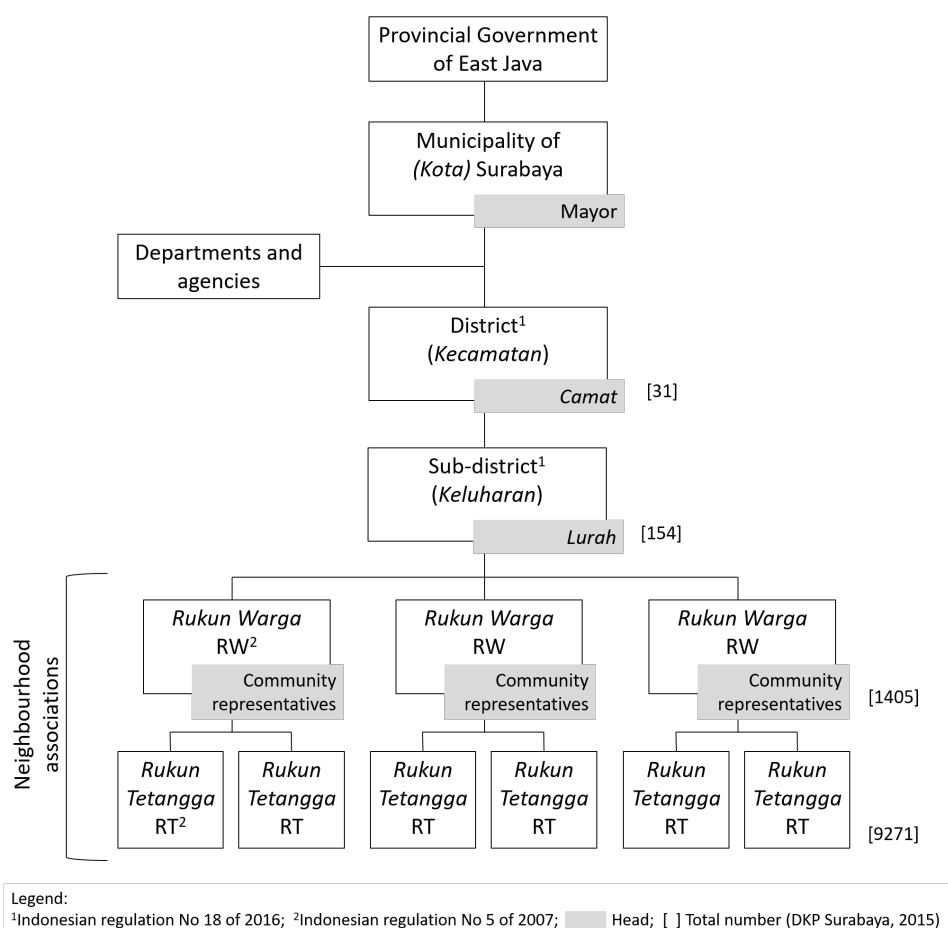 Provincial Government
of East Java
Municipality of
(Kota) Surabaya
Mayor
Departments and
agencies
District¹
(Kecamatan)
Camat
[31]
Sub-district¹
(Keluharan)
Lurah
[154]
Neighbourhood
associations
Rukun Warga
RW²
Community
representatives
Rukun Warga
RW
Community
representatives
Rukun Warga
RW
Community
representatives
[1405]
Rukun
Tetangga
RT²
Rukun
Tetangga
RT
Rukun
Tetangga
RT
Rukun
Tetangga
RT
Rukun
Tetangga
RT
Rukun
Tetangga
RT
[9271]
Legend:
¹Indonesian regulation No 18 of 2016; ²Indonesian regulation No 5 of 2007; Head; [ ] Total number (DKP Surabaya, 2015)